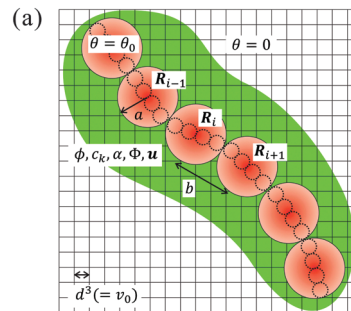 (a)
θ = θ₀
θ = 0
𝑹ᵢ₋₁
a
𝑹ᵢ
𝑹ᵢ₊₁
ϕ, cₖ, α, Φ, 𝒖
b
d³(= v₀)